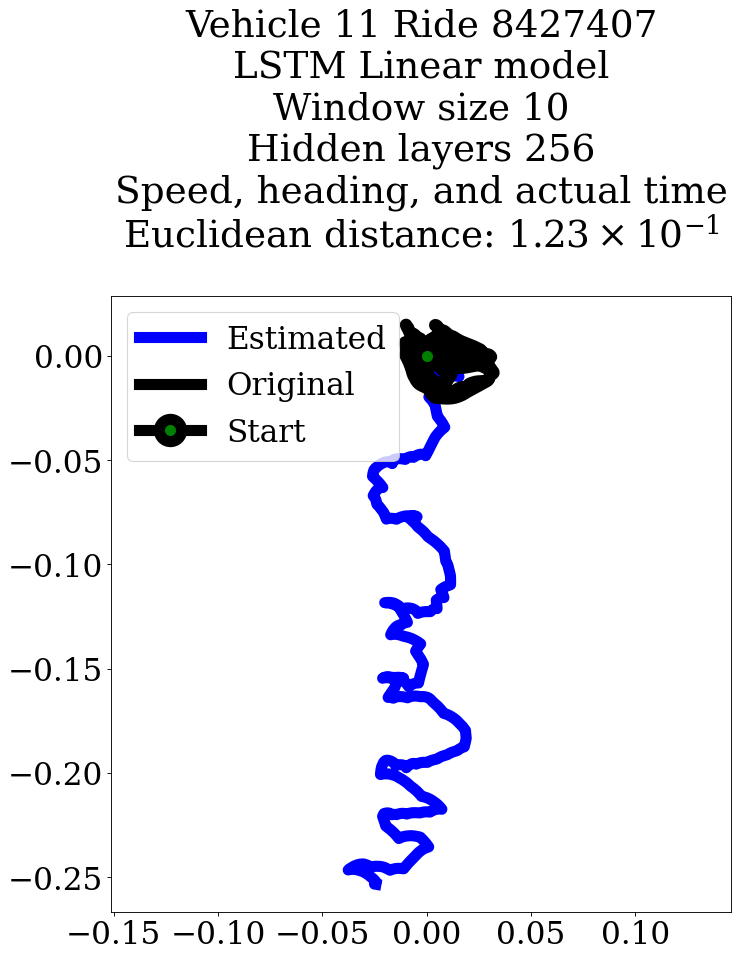 Vehicle 11 Ride 8427407
LSTM Linear model
Window size 10
Hidden layers 256
Speed, heading, and actual time
Euclidean distance: 1.23 × 10⁻¹
Estimated
Original
Start
0.00
−0.05
−0.10
−0.15
−0.20
−0.25
−0.15 −0.10 −0.05 0.00 0.05 0.10